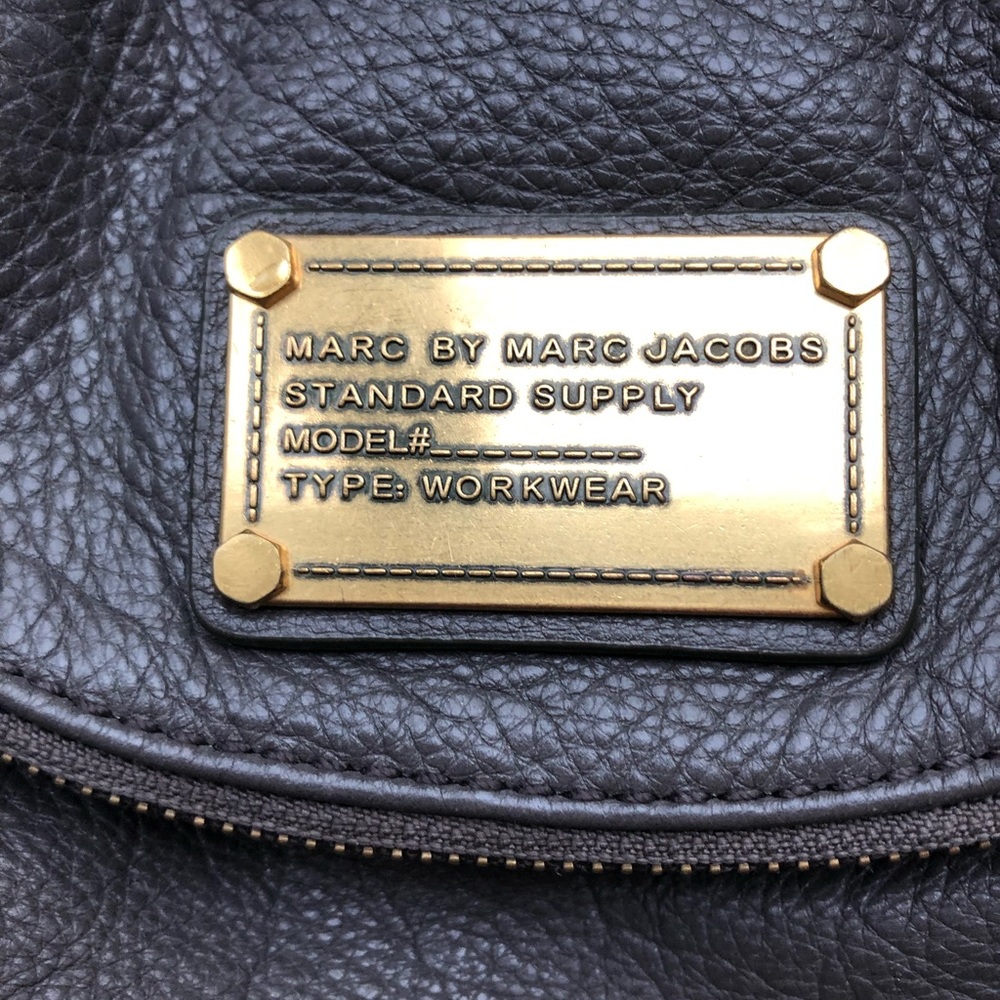 MARC BY MARC JACOBS
STANDARD SUPPLY
MODEL#_________
TYPE: WORKWEAR